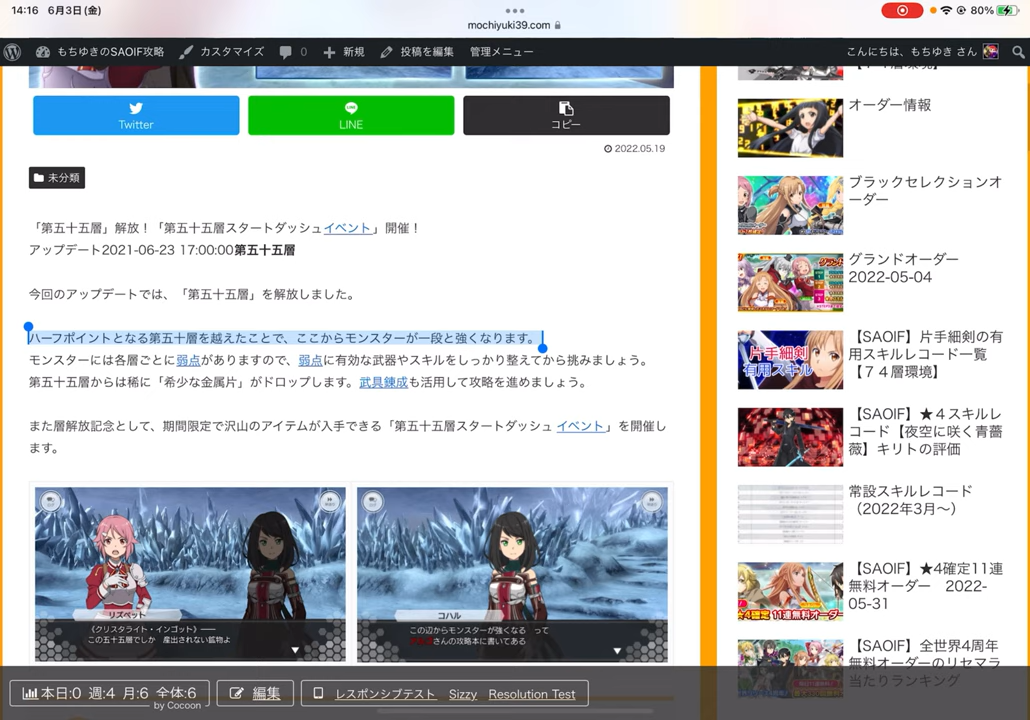 14:16 6月3日(金)
mochiyuki39.com
80%
もちゆきのSAOIF攻略 カスタマイズ 0 新規 投稿を編集 管理メニュー こんにちは、もちゆき さん
Twitter
LINE
コピー
2022.05.19
未分類
「第五十五層」解放！「第五十五層スタートダッシュイベント」開催！
アップデート2021-06-23 17:00:00第五十五層
今回のアップデートでは、「第五十五層」を解放しました。
ハーフポイントとなる第五十層を越えたことで、ここからモンスターが一段と強くなります。
モンスターには各層ごとに弱点がありますので、弱点に有効な武器やスキルをしっかり整えてから挑みましょう。
第五十五層からは稀に「希少な金属片」がドロップします。武具錬成も活用して攻略を進めましょう。
また層解放記念として、期間限定で沢山のアイテムが入手できる「第五十五層スタートダッシュ イベント 」を開催し
ます。
リズベット
《クリスタライト・インゴット》――
この五十五層でしか 産出されない鉱物よ
コハル
この辺からモンスターが強くなる って
さんの攻略本に書いてある
オーダー情報
ブラックセレクションオ
ーダー
グランドオーダー
2022-05-04
片手細剣
有用スキル
【SAOIF】片手細剣の有
用スキルレコード一覧
【７４層環境】
【SAOIF】★４スキルレ
コード【夜空に咲く青薔
薇】キリトの評価
常設スキルレコード
（2022年3月〜）
★4確定 11連無料オーダー
【SAOIF】★4確定11連
無料オーダー 2022-
05-31
【SAOIF】全世界4周年
無料オーダーのリセマラ
当たりランキング
本日:0 週:4 月:6 全体:6
by Cocoon
編集
レスポンシブテスト Sizzy Resolution Test